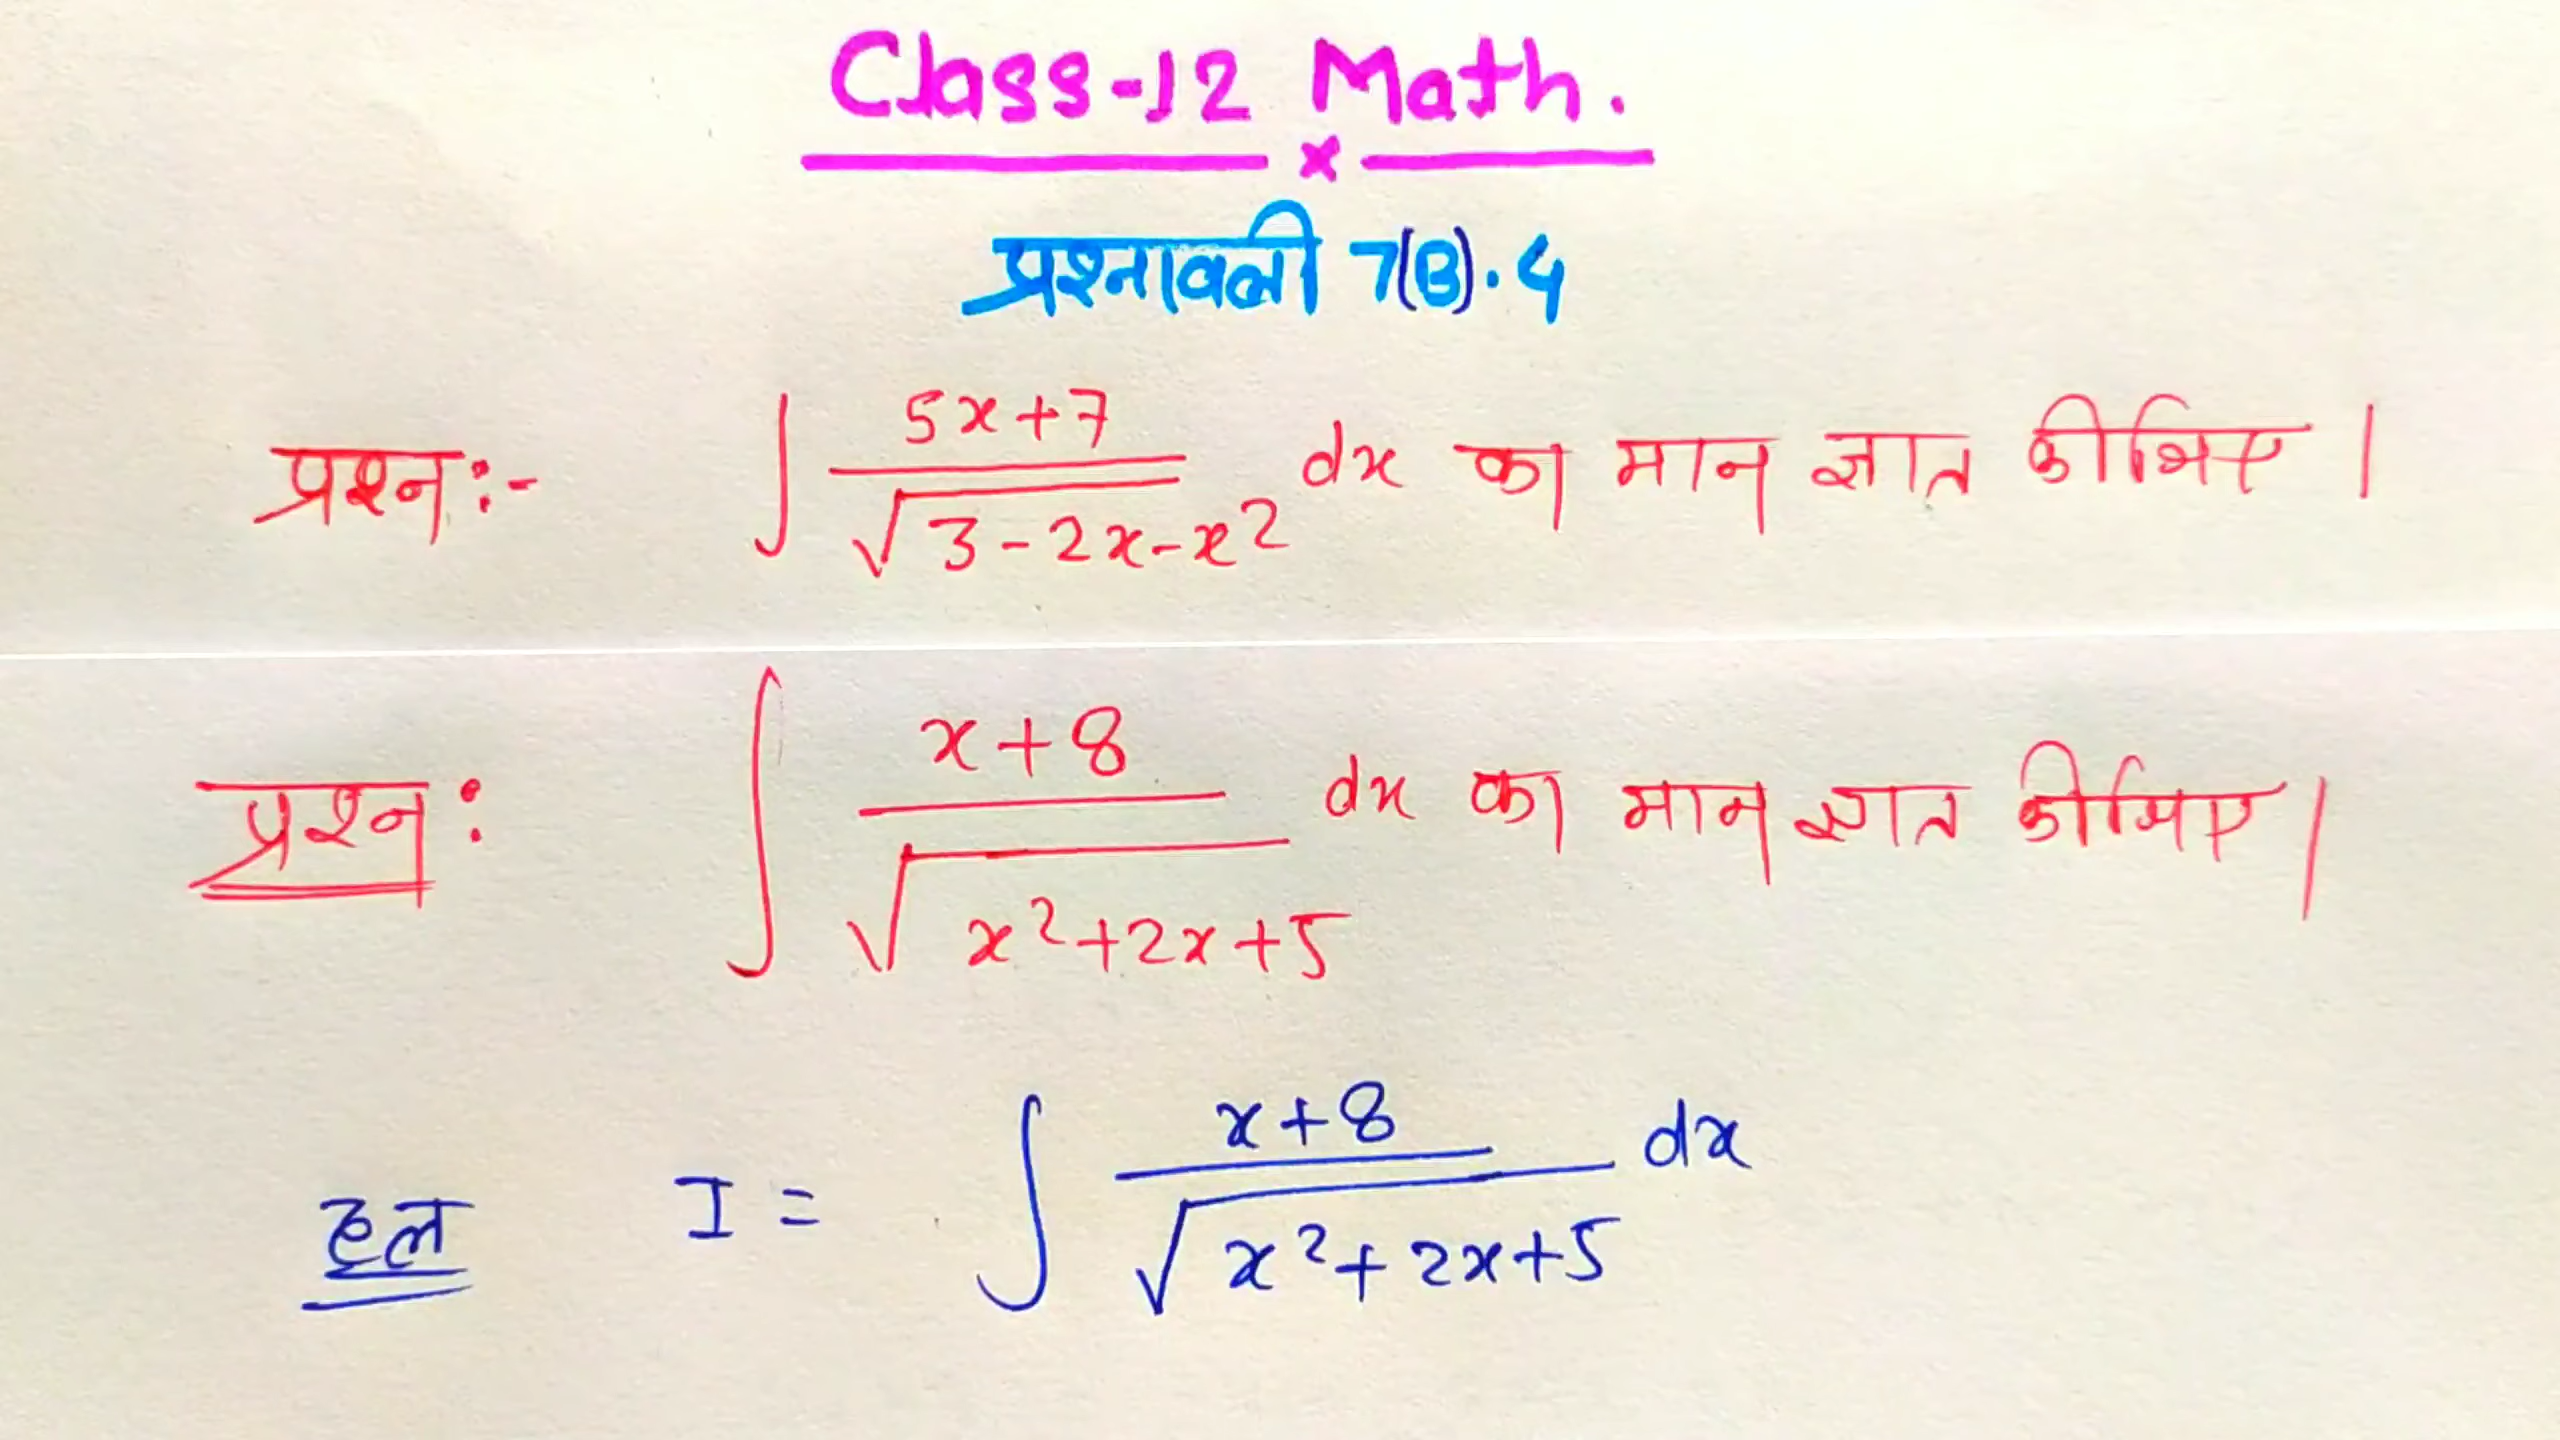 Class-12 Math.
x
प्रश्नावली 7(B).4
प्रश्न:- ∫ (5x+7)/√(3-2x-x²) dx का मान ज्ञात कीजिए।
प्रश्न: ∫ (x+8)/√(x²+2x+5) dx का मान ज्ञात कीजिए।
हल I = ∫ (x+8)/√(x²+2x+5) dx